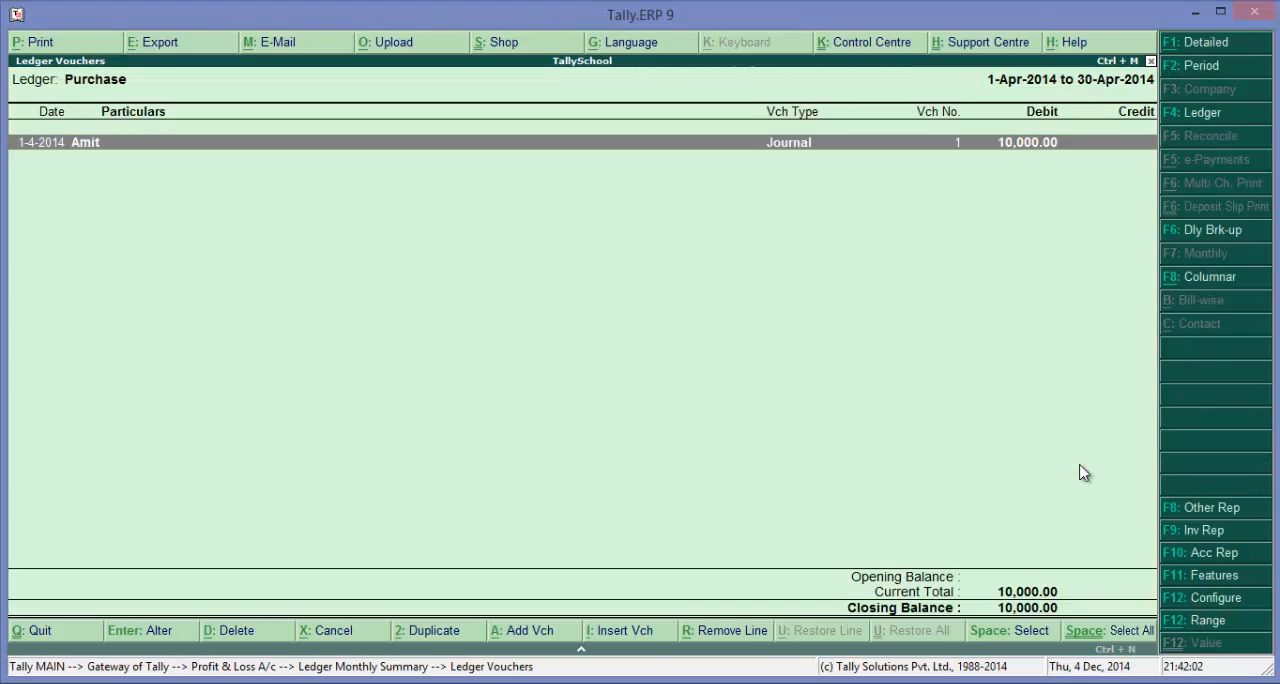 Tally.ERP 9
P: Print E: Export M: E-Mail O: Upload S: Shop G: Language K: Keyboard K: Control Centre H: Support Centre H: Help
Ledger Vouchers TallySchool Ctrl + M
Ledger: Purchase 1-Apr-2014 to 30-Apr-2014
Date Particulars Vch Type Vch No. Debit Credit
1-4-2014 Amit Journal 1 10,000.00
Opening Balance :
Current Total : 10,000.00
Closing Balance : 10,000.00
Q: Quit Enter: Alter D: Delete X: Cancel 2: Duplicate A: Add Vch I: Insert Vch R: Remove Line U: Restore Line U: Restore All Space: Select Space: Select All
Ctrl + N
Tally MAIN --> Gateway of Tally --> Profit & Loss A/c --> Ledger Monthly Summary --> Ledger Vouchers (c) Tally Solutions Pvt. Ltd., 1988-2014 Thu, 4 Dec, 2014 21:42:02
F1: Detailed
F2: Period
F3: Company
F4: Ledger
F5: Reconcile
F5: e-Payments
F6: Multi Ch. Print
F6: Deposit Slip Print
F6: Dly Brk-up
F7: Monthly
F8: Columnar
B: Bill-wise
C: Contact
F8: Other Rep
F9: Inv Rep
F10: Acc Rep
F11: Features
F12: Configure
F12: Range
F12: Value